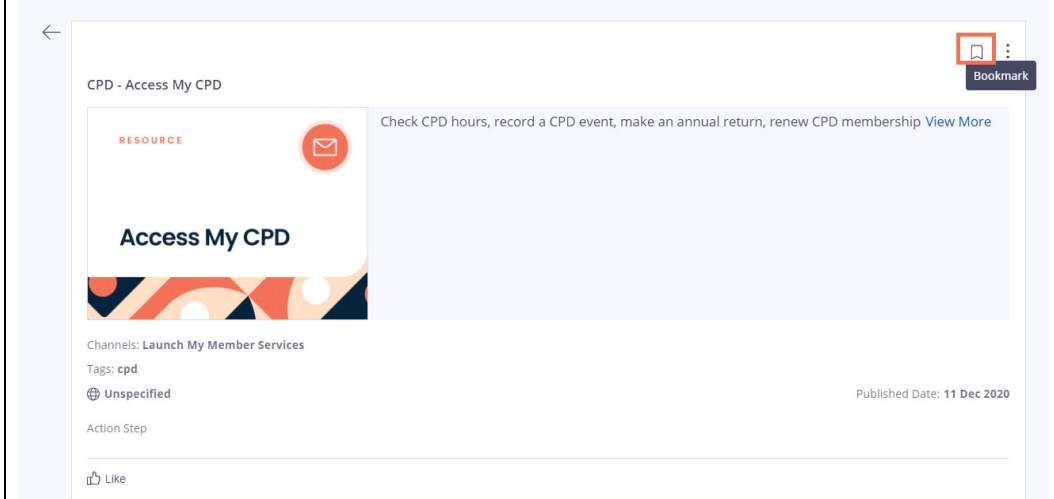 Bookmark
CPD - Access My CPD
RESOURCE
Access My CPD
Check CPD hours, record a CPD event, make an annual return, renew CPD membership View More
Channels: Launch My Member Services
Tags: cpd
Unspecified
Published Date: 11 Dec 2020
Action Step
Like